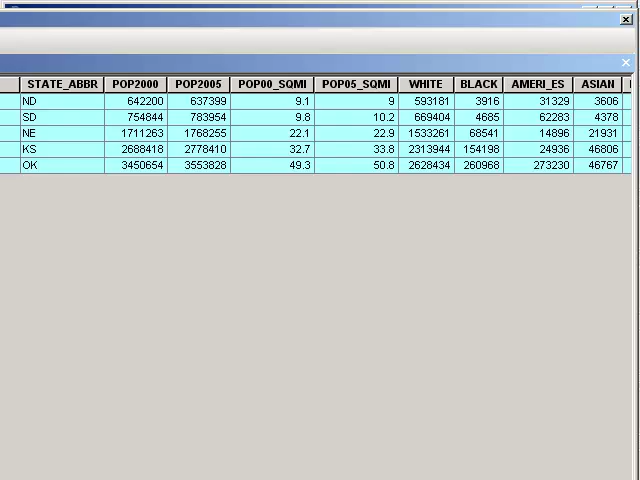 STATE_ABBR POP2000 POP2005 POP00_SQMI POP05_SQMI WHITE BLACK AMERI_ES ASIAN
ND 642200 637399 9.1 9 593181 3916 31329 3606
SD 754844 783954 9.8 10.2 669404 4685 62283 4378
NE 1711263 1768255 22.1 22.9 1533261 68541 14896 21931
KS 2688418 2778410 32.7 33.8 2313944 154198 24936 46806
OK 3450654 3553828 49.3 50.8 2628434 260968 273230 46767